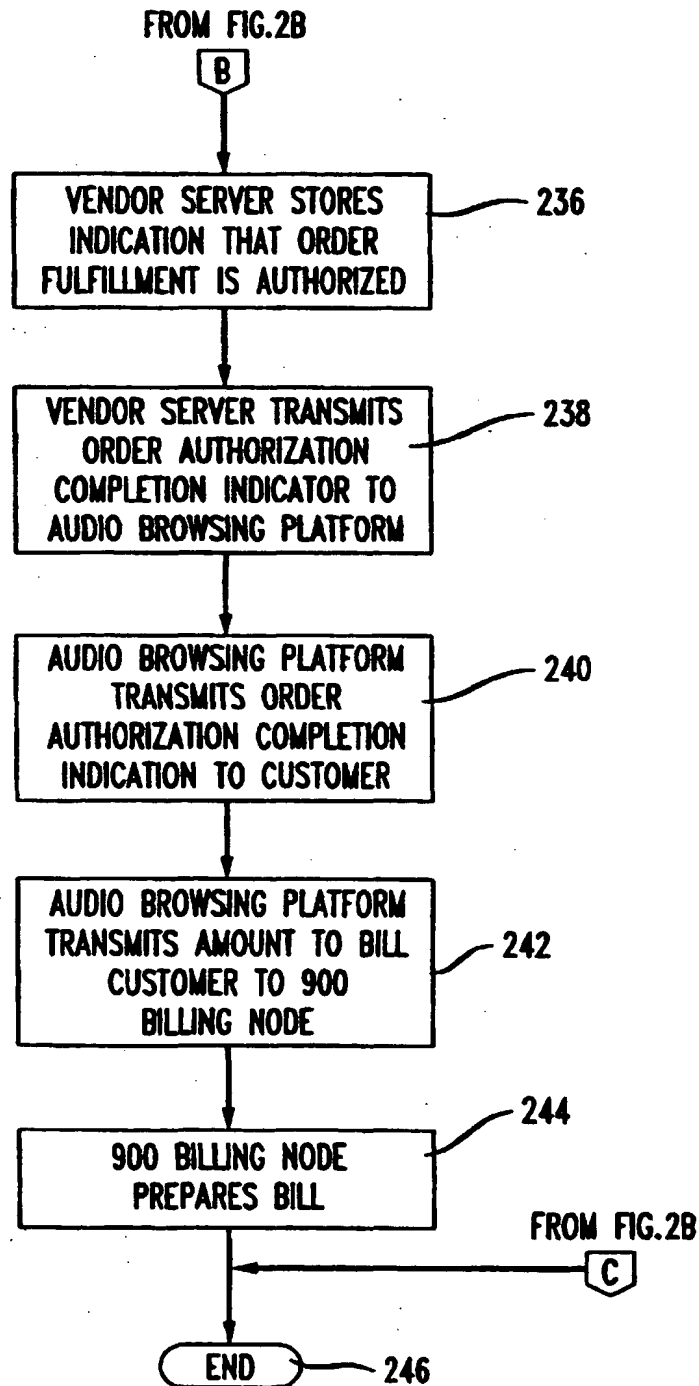 FROM FIG.2B
B
VENDOR SERVER STORES
INDICATION THAT ORDER
FULFILLMENT IS AUTHORIZED
236
VENDOR SERVER TRANSMITS
ORDER AUTHORIZATION
COMPLETION INDICATOR TO
AUDIO BROWSING PLATFORM
238
AUDIO BROWSING PLATFORM
TRANSMITS ORDER
AUTHORIZATION COMPLETION
INDICATION TO CUSTOMER
240
AUDIO BROWSING PLATFORM
TRANSMITS AMOUNT TO BILL
CUSTOMER TO 900
BILLING NODE
242
900 BILLING NODE
PREPARES BILL
244
FROM FIG.2B
C
END
246